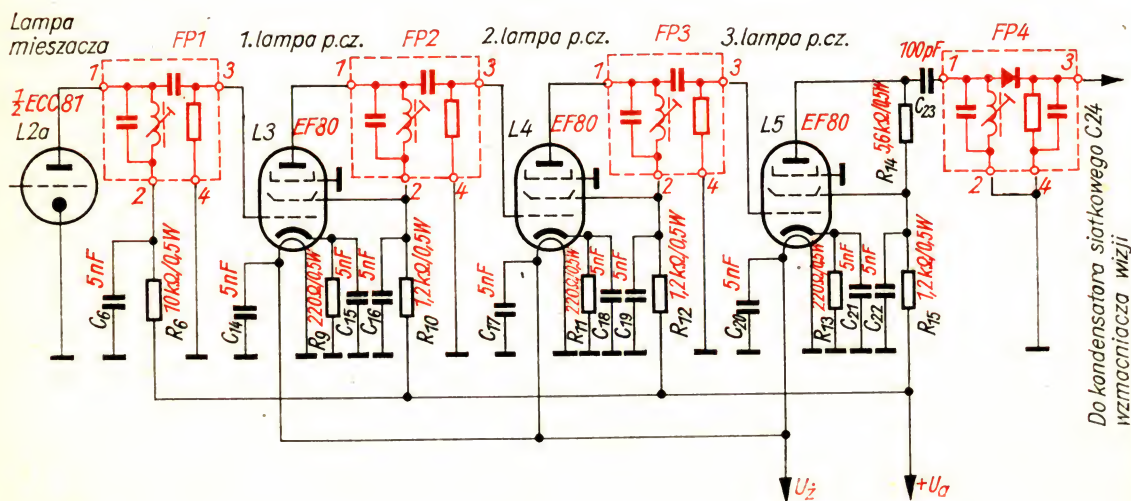 Lampa
mieszacza
FP1
1. lampa p.cz.
FP2
2. lampa p.cz.
FP3
3. lampa p.cz.
100pF
FP4
1
3
1
3
1
3
1
3
½ECC81
L2a
L3
EF80
L4
EF80
L5
EF80
C23
5,6kΩ/0,5W
R14
2
4
2
4
2
4
2
4
5nF
C6
10kΩ/0,5W
R6
5nF
C14
220Ω/0,5W
R9
5nF
C15
5nF
C16
1,2kΩ/0,5W
R10
5nF
C17
220Ω/0,5W
R11
5nF
C18
5nF
C19
1,2kΩ/0,5W
R12
5nF
C20
220Ω/0,5W
R13
5nF
C21
5nF
C22
1,2kΩ/0,5W
R15
Do kondensatora siatkowego C24
wzmacniacza wizji
Uż
+Ua